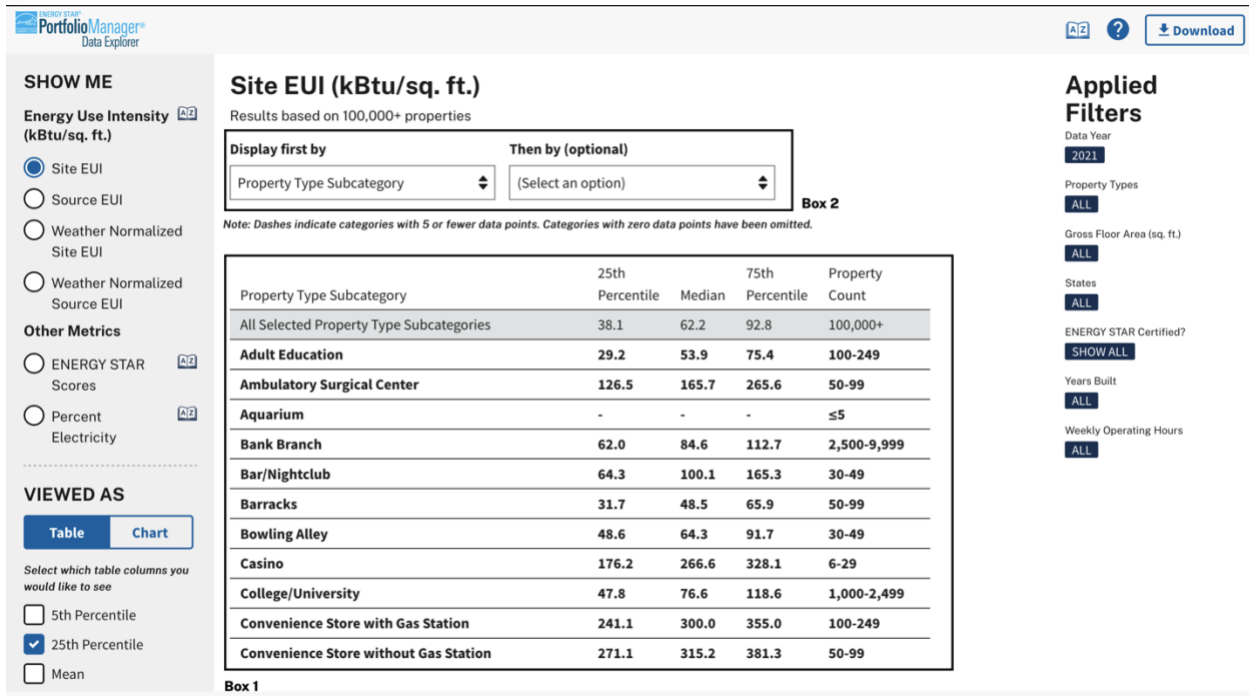 ENERGY STAR®
PortfolioManager®
Data Explorer
A Z
?
Download
SHOW ME
Energy Use Intensity A Z
(kBtu/sq. ft.)
Site EUI
Source EUI
Weather Normalized
Site EUI
Weather Normalized
Source EUI
Other Metrics
ENERGY STAR A Z
Scores
Percent A Z
Electricity
VIEWED AS
Table Chart
Select which table columns you
would like to see
5th Percentile
25th Percentile
Mean
Site EUI (kBtu/sq. ft.)
Results based on 100,000+ properties
Display first by Then by (optional)
Property Type Subcategory (Select an option)
Box 2
Note: Dashes indicate categories with 5 or fewer data points. Categories with zero data points have been omitted.
25th 75th Property
Property Type Subcategory Percentile Median Percentile Count
All Selected Property Type Subcategories 38.1 62.2 92.8 100,000+
Adult Education 29.2 53.9 75.4 100-249
Ambulatory Surgical Center 126.5 165.7 265.6 50-99
Aquarium - - - ≤5
Bank Branch 62.0 84.6 112.7 2,500-9,999
Bar/Nightclub 64.3 100.1 165.3 30-49
Barracks 31.7 48.5 65.9 50-99
Bowling Alley 48.6 64.3 91.7 30-49
Casino 176.2 266.6 328.1 6-29
College/University 47.8 76.6 118.6 1,000-2,499
Convenience Store with Gas Station 241.1 300.0 355.0 100-249
Convenience Store without Gas Station 271.1 315.2 381.3 50-99
Box 1
Applied
Filters
Data Year
2021
Property Types
ALL
Gross Floor Area (sq. ft.)
ALL
States
ALL
ENERGY STAR Certified?
SHOW ALL
Years Built
ALL
Weekly Operating Hours
ALL